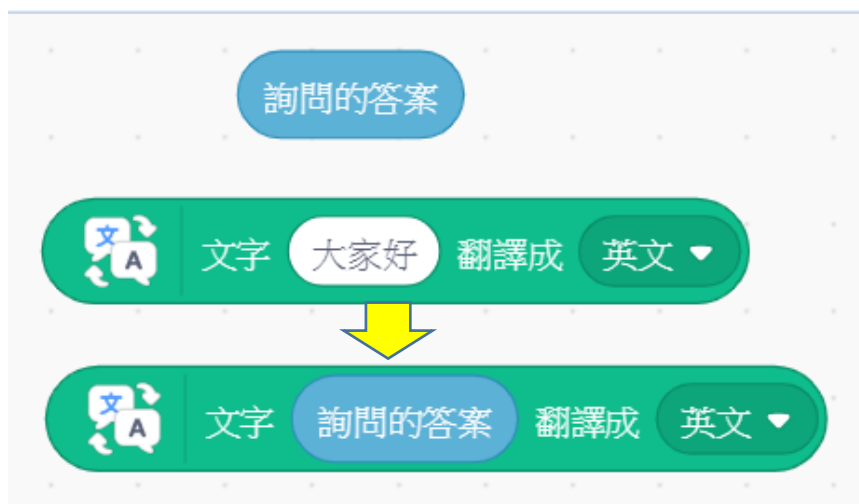 詢問的答案
文字 大家好 翻譯成 英文
文字 詢問的答案 翻譯成 英文